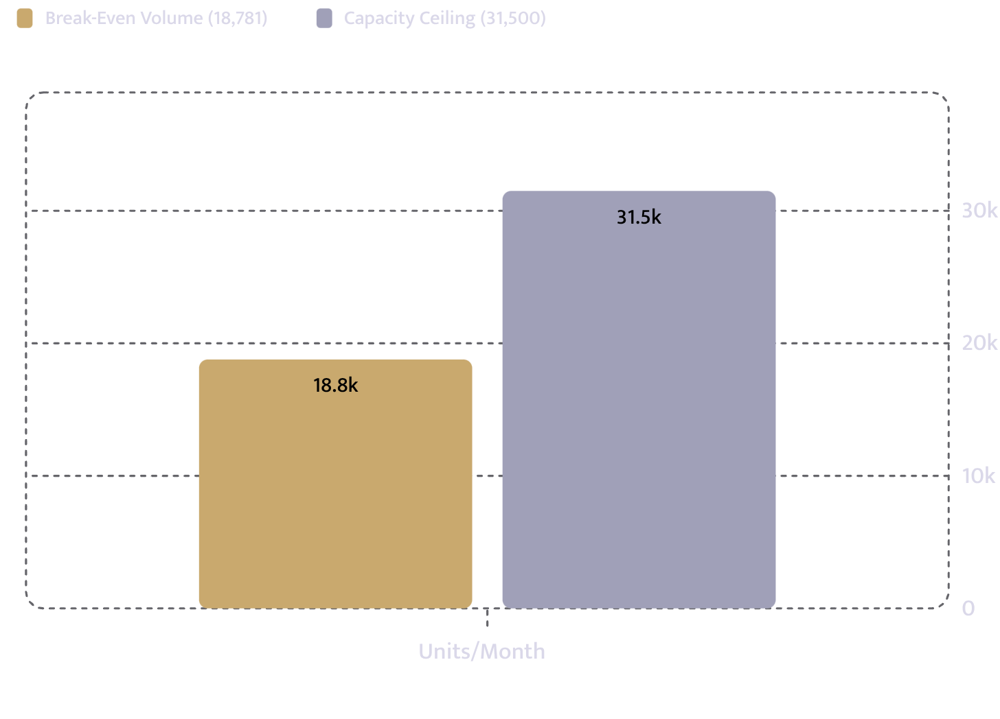 Break-Even Volume (18,781) Capacity Ceiling (31,500)
31.5k
30k
20k
18.8k
10k
0
Units/Month